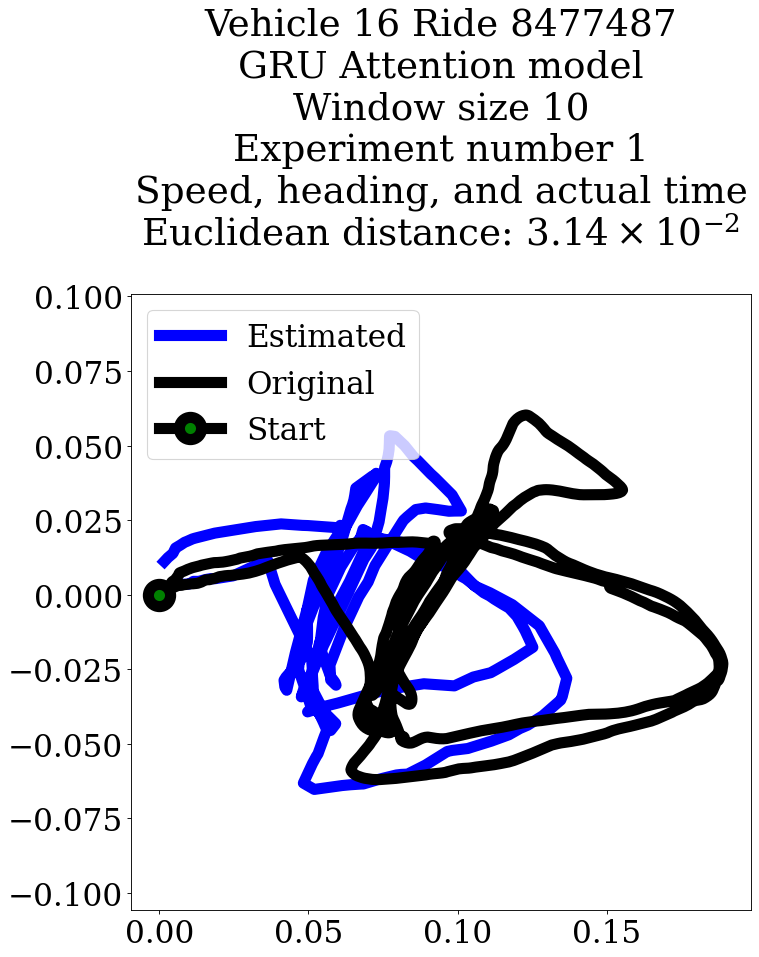 Vehicle 16 Ride 8477487
GRU Attention model
Window size 10
Experiment number 1
Speed, heading, and actual time
Euclidean distance: 3.14 × 10⁻²
Estimated
Original
Start
0.100
0.075
0.050
0.025
0.000
−0.025
−0.050
−0.075
−0.100
0.00 0.05 0.10 0.15